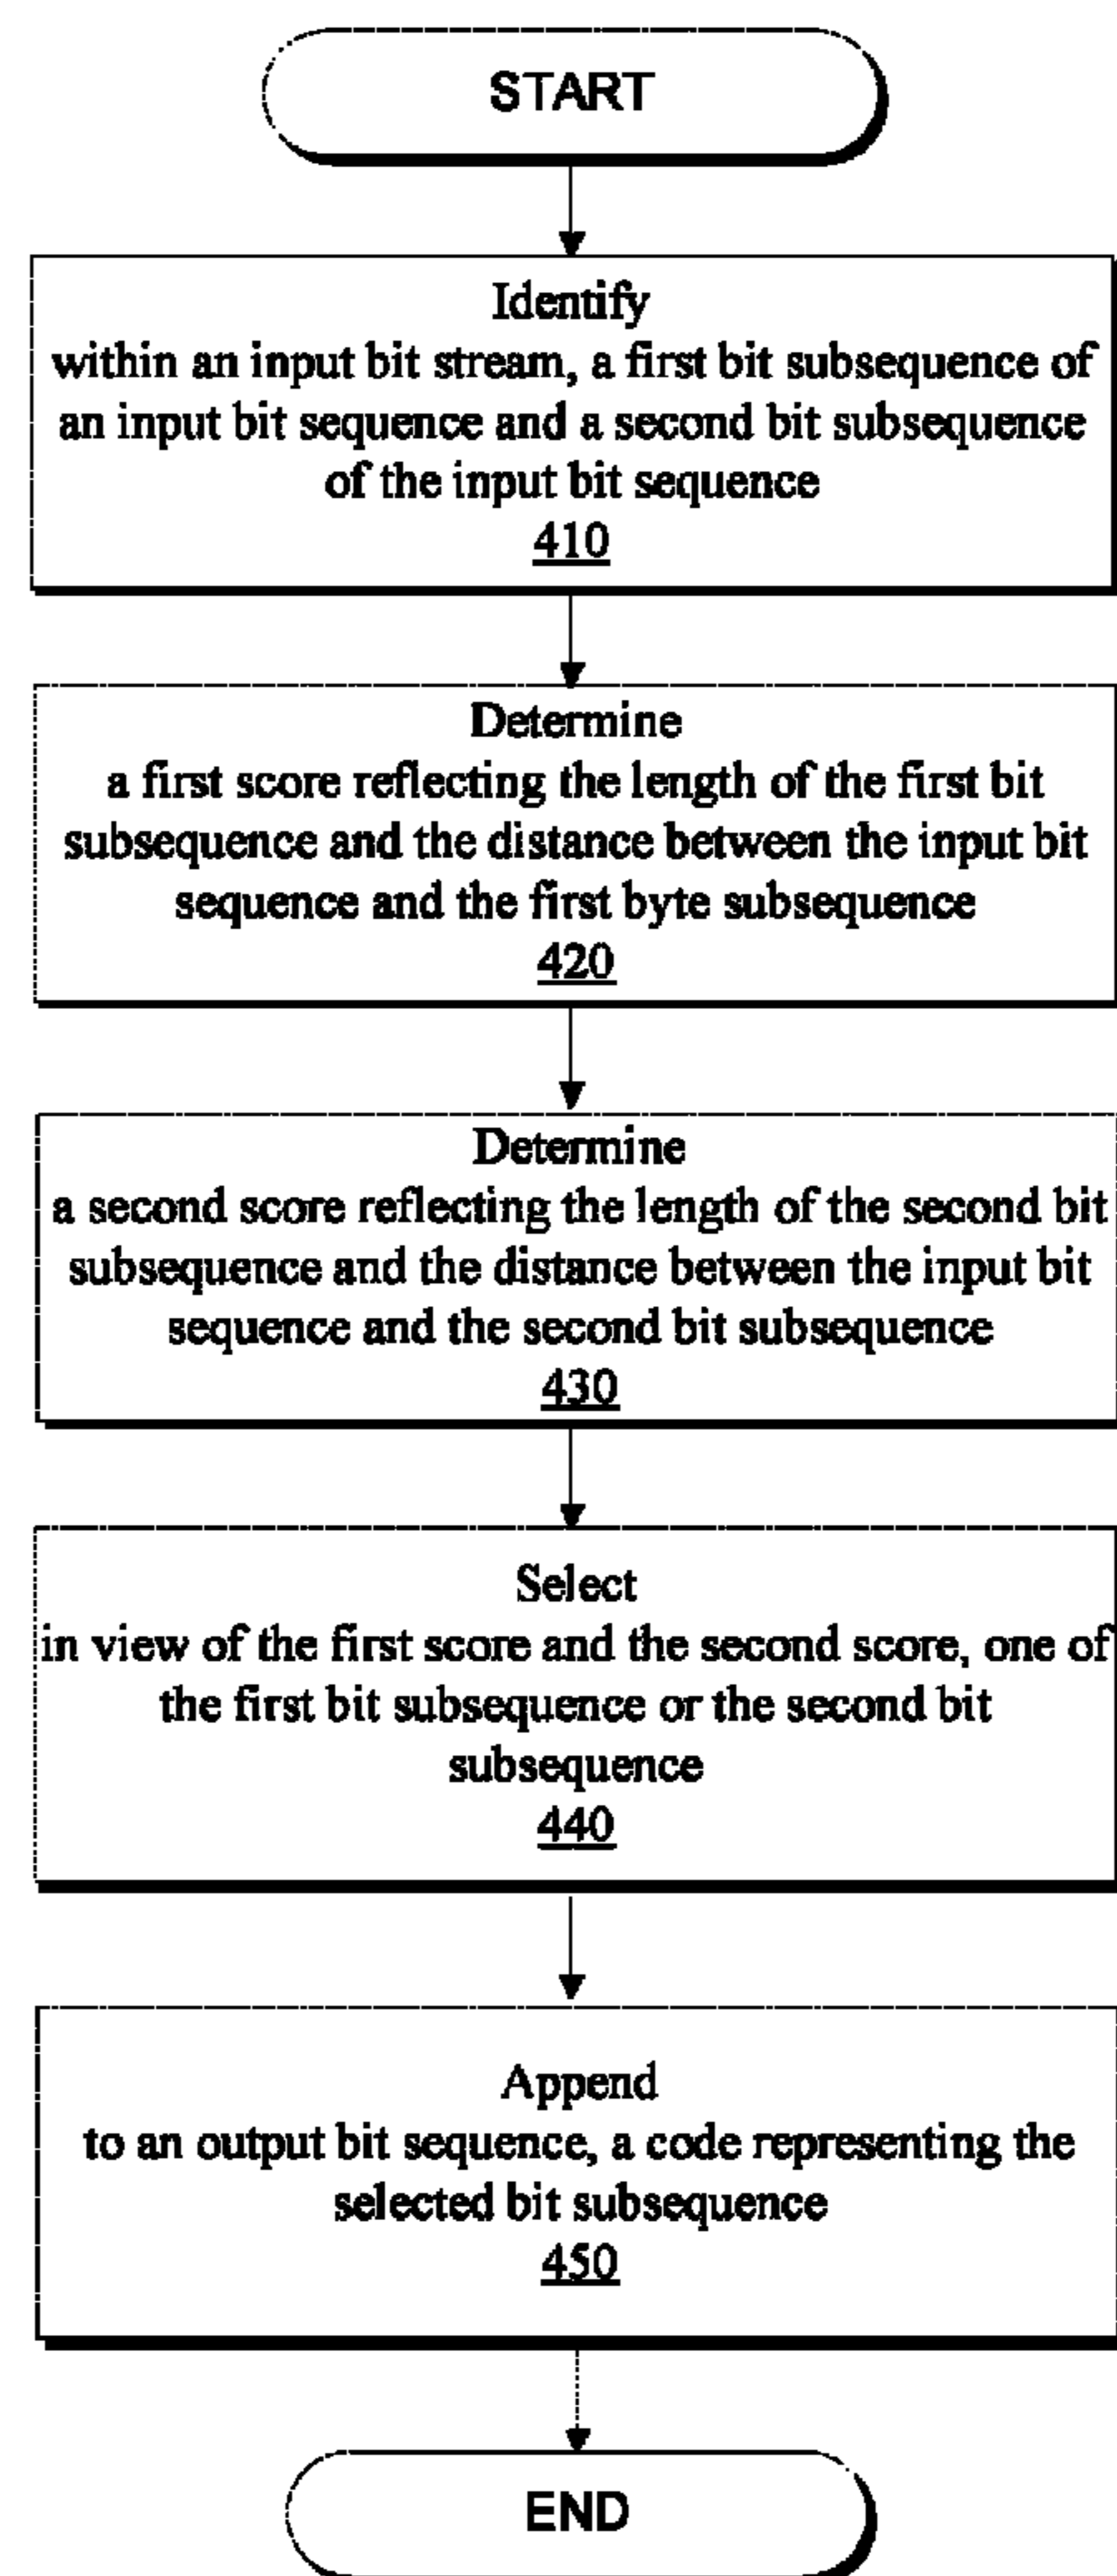 START
Identify
within an input bit stream, a first bit subsequence of
an input bit sequence and a second bit subsequence
of the input bit sequence
410
Determine
a first score reflecting the length of the first bit
subsequence and the distance between the input bit
sequence and the first byte subsequence
420
Determine
a second score reflecting the length of the second bit
subsequence and the distance between the input bit
sequence and the second bit subsequence
430
Select
in view of the first score and the second score, one of
the first bit subsequence or the second bit
subsequence
440
Append
to an output bit sequence, a code representing the
selected bit subsequence
450
END